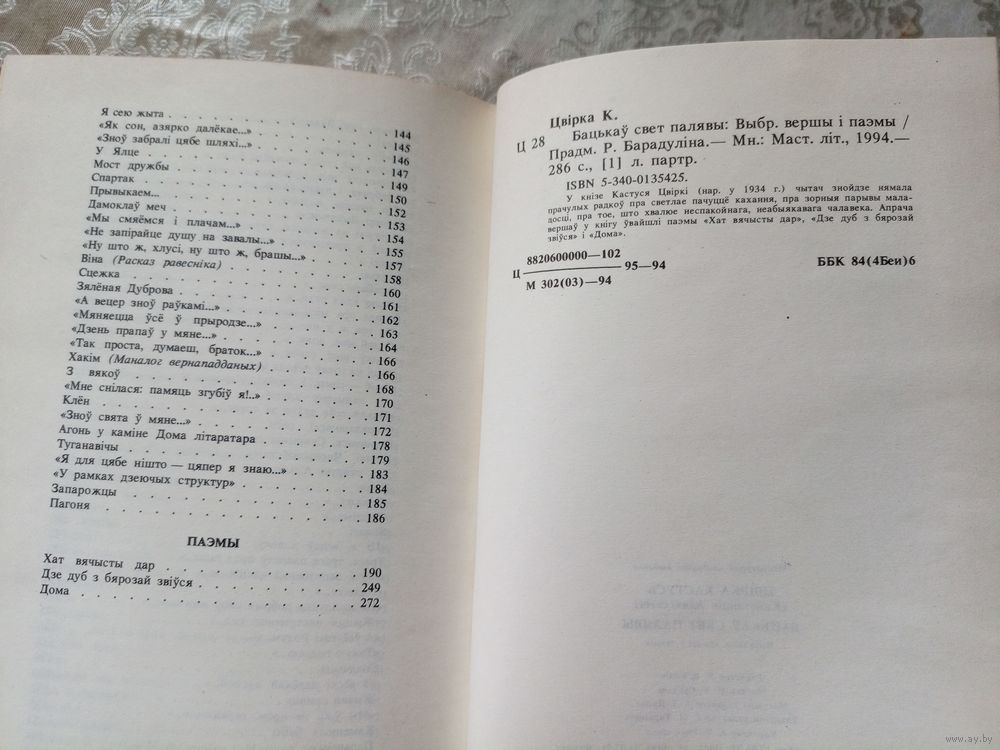 Я сею жыта . . . . . . . . . . 144
«Як сон, азярко далёкае...» . . . . . 145
«Зноў забралі цябе шляхі...» . . . . . 146
У Ялце . . . . . . . . . . 147
Мост дружбы . . . . . . . . . . 149
Спартак . . . . . . . . . . 150
Прывыкаем... . . . . . . . . . . 152
Дамоклаў меч . . . . . . . . . . 153
«Мы смяёмся і плачам...» . . . . . 154
«Не запірайце душу на завалы...» . . . . . 155
«Ну што ж, хлусі, ну што ж, брашы...» . . . . . 157
Віна (Расказ равесніка) . . . . . 158
Сцежка . . . . . . . . . . 160
Зялёная Дуброва . . . . . . . . . . 161
«А вецер зноў раўкамі...» . . . . . 162
«Мяняецца ўсё ў прыродзе...» . . . . . 163
«Дзень прапаў у мяне...» . . . . . 164
«Так проста, думаеш, браток...» . . . . . 166
Хакім (Маналог вернападданых) . . . . . 166
З вякоў . . . . . . . . . . 168
«Мне снілася: памяць згубіў я!..» . . . . . 170
Клён . . . . . . . . . . 171
«Зноў свята ў мяне...» . . . . . 172
Агонь у каміне Дома літаратара . . . . . 178
Туганавічы . . . . . . . . . . 179
«Я для цябе нішто — цяпер я знаю...» . . . . . 183
«У рамках дзеючых структур» . . . . . 184
Запарожцы . . . . . . . . . . 185
Пагоня . . . . . . . . . . 186
ПАЭМЫ
Хат вячысты дар . . . . . . . . . . 190
Дзе дуб з бярозай звіўся . . . . . . . . . . 249
Дома . . . . . . . . . . 272
Цвірка К.
Ц 28 Бацькаў свет палявы: Выбр. вершы і паэмы /
Прадм. Р. Барадуліна.— Мн.: Маст. літ., 1994.—
286 с., [1] л. партр.
ISBN 5-340-0135425.
У кнізе Кастуся Цвіркі (нар. у 1934 г.) чытач знойдзе нямала
прачулых радкоў пра светлае пачуццё кахання, пра зорныя парывы мала-
досці, пра тое, што хвалюе неспакойнага, неабыякавага чалавека. Апрача
вершаў у кнігу ўвайшлі паэмы «Хат вячысты дар», «Дзе дуб з бярозай
звіўся» і «Дома».
8820600000—102
Ц 95—94
М 302(03)—94
ББК 84(4Беи)6
www.ay.by